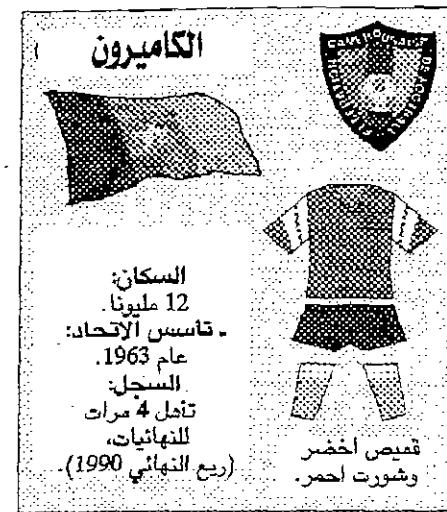 الكاميرون
السكان:
12 مليونا.
- تأسس الاتحاد:
عام 1963.
السجل:
تأهل 4 مرات
للنهائيات،
(ربع النهائي 1990).
قميص اخضر
وشورت احمر.